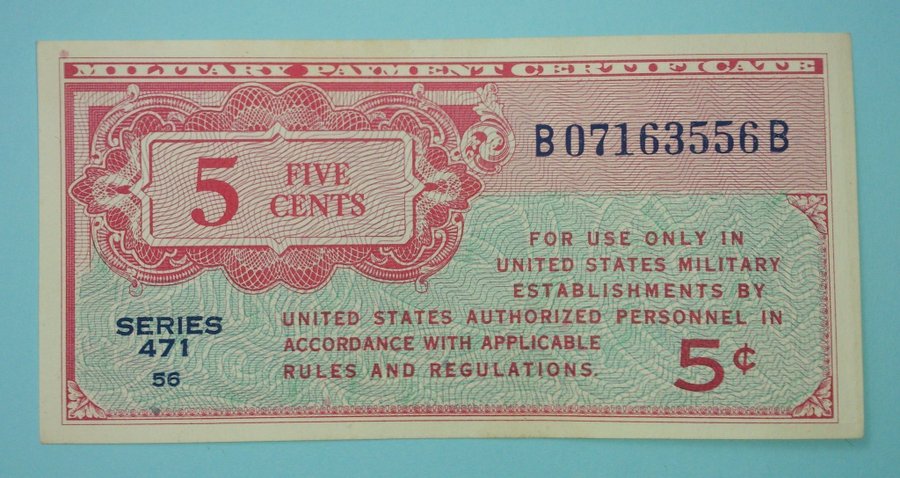 MILITARY PAYMENT CERTIFICATE
B07163556B
5 FIVE
CENTS
FOR USE ONLY IN
UNITED STATES MILITARY
ESTABLISHMENTS BY
UNITED STATES AUTHORIZED PERSONNEL IN
ACCORDANCE WITH APPLICABLE
RULES AND REGULATIONS.
SERIES
471
56
5¢